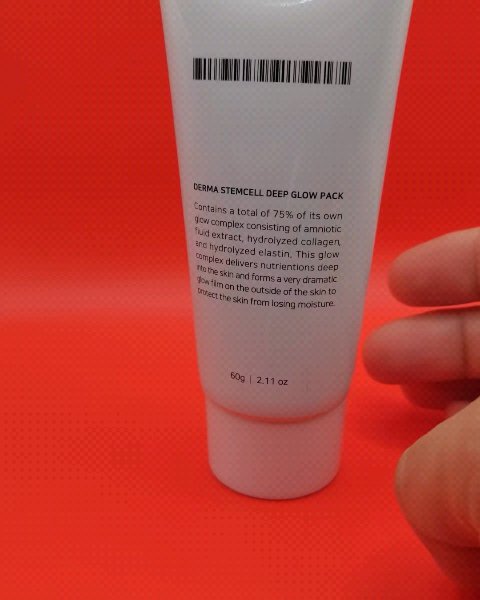 DERMA STEMCELL DEEP GLOW PACK
Contains a total of 75% of its own
glow complex consisting of amniotic
fluid extract, hydrolyzed collagen,
and hydrolyzed elastin. This glow
complex delivers nutrientions deep
into the skin and forms a very dramatic
glow film on the outside of the skin to
protect the skin from losing moisture.
60g | 2.11 oz